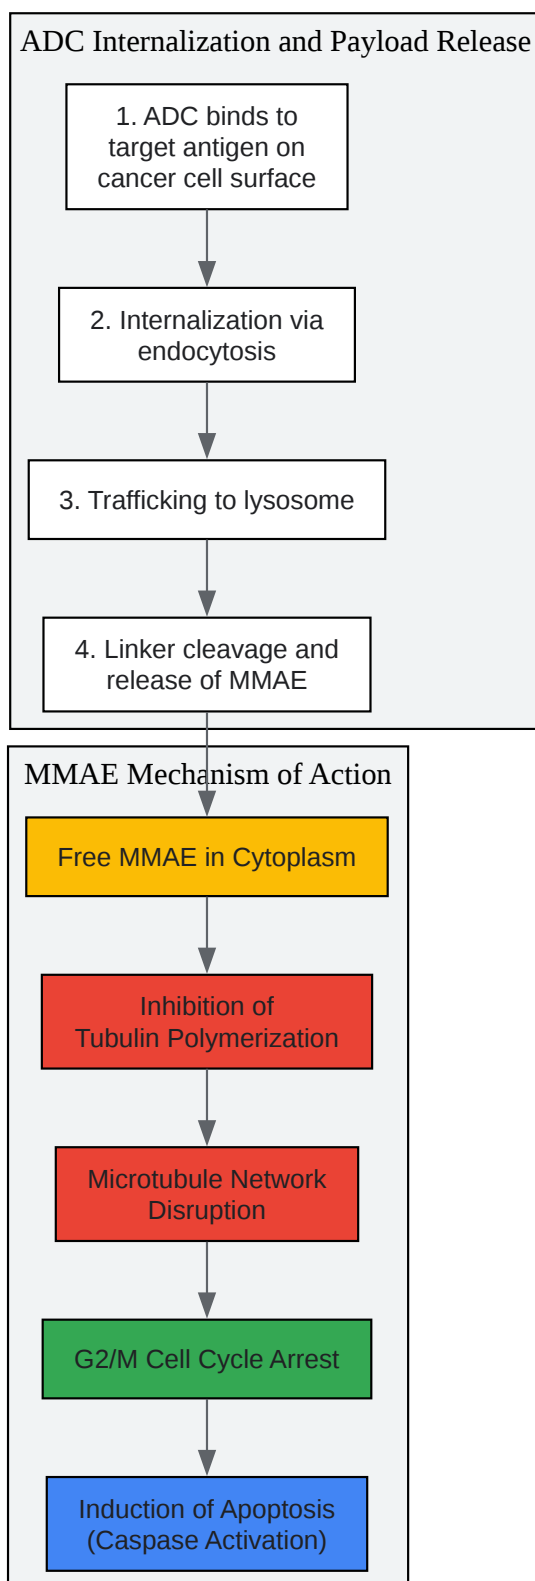 ADC Internalization and Payload Release
1. ADC binds to
target antigen on
cancer cell surface
2. Internalization via
endocytosis
3. Trafficking to lysosome
4. Linker cleavage and
release of MMAE
MMAE Mechanism of Action
Free MMAE in Cytoplasm
Inhibition of
Tubulin Polymerization
Microtubule Network
Disruption
G2/M Cell Cycle Arrest
Induction of Apoptosis
(Caspase Activation)